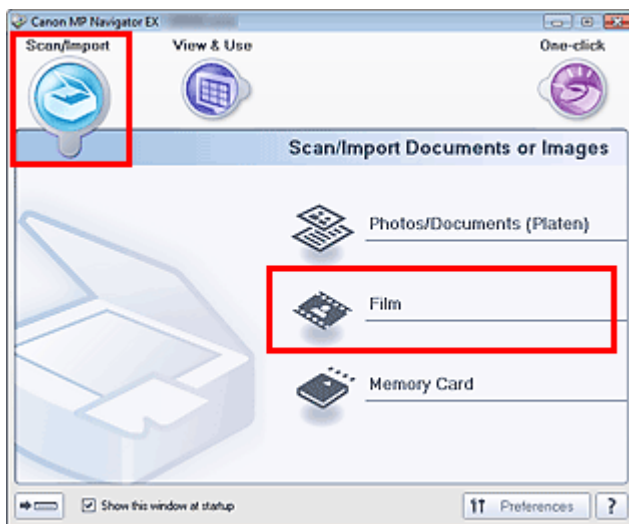 Canon MP Navigator EX
Scan/Import
View & Use
One-click
Scan/Import Documents or Images
Photos/Documents (Platen)
Film
Memory Card
Show this window at startup
Preferences
?